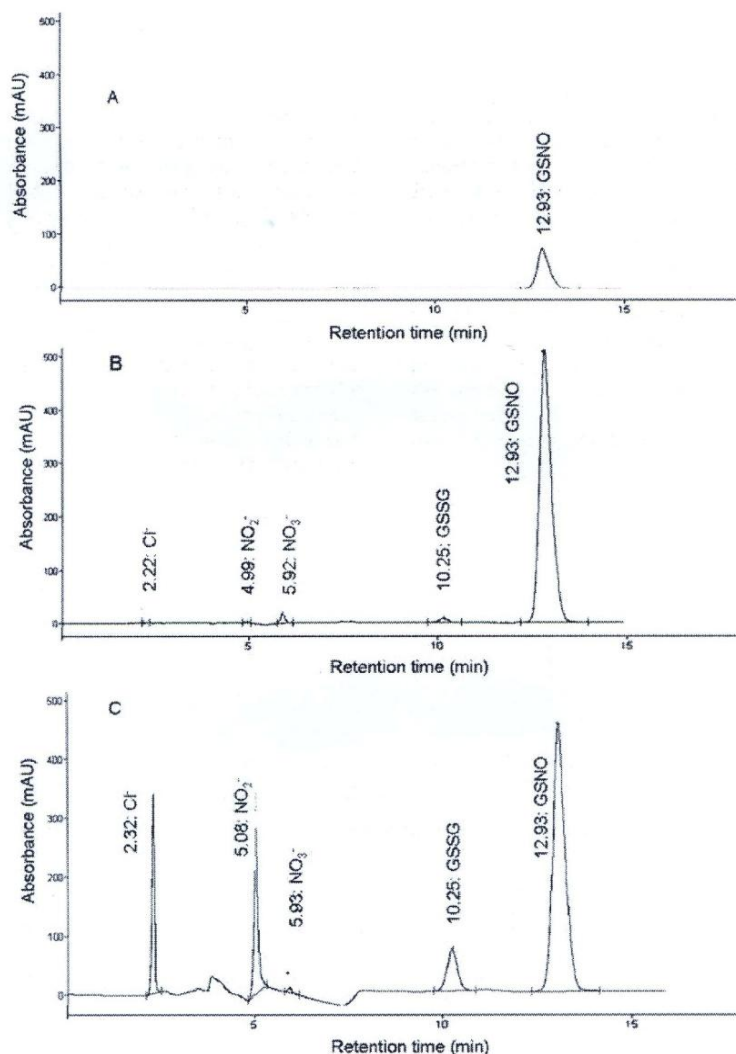 A
Absorbance (mAU)
500
400
300
200
100
0
12.93: GSNO
5
10
15
Retention time (min)
B
Absorbance (mAU)
500
400
300
200
100
0
2.22: Cl⁻
4.99: NO₂⁻
5.92: NO₃⁻
10.25: GSSG
12.93: GSNO
5
10
15
Retention time (min)
C
Absorbance (mAU)
500
400
300
200
100
0
2.32: Cl⁻
5.08: NO₂⁻
5.93: NO₃⁻
10.25: GSSG
12.93: GSNO
5
10
15
Retention time (min)